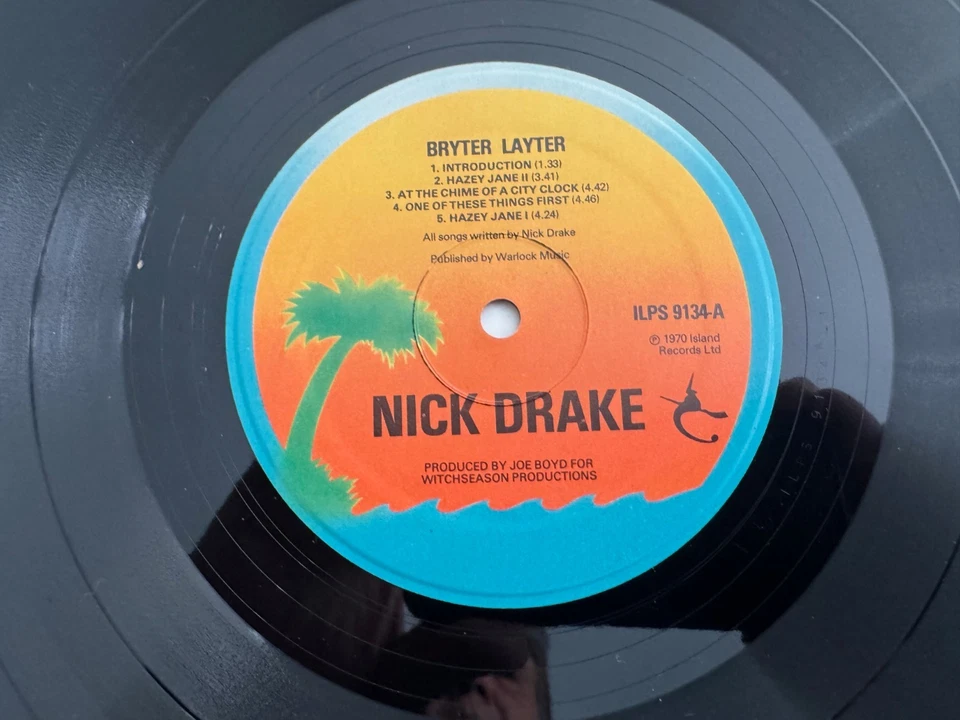 BRYTER LAYTER
1. INTRODUCTION (1.33)
2. HAZEY JANE II (3.41)
3. AT THE CHIME OF A CITY CLOCK (4.42)
4. ONE OF THESE THINGS FIRST (4.46)
5. HAZEY JANE I (4.24)
All songs written by Nick Drake
Published by Warlock Music
ILPS 9134-A
℗ 1970 Island
Records Ltd
NICK DRAKE
PRODUCED BY JOE BOYD FOR
WITCHSEASON PRODUCTIONS